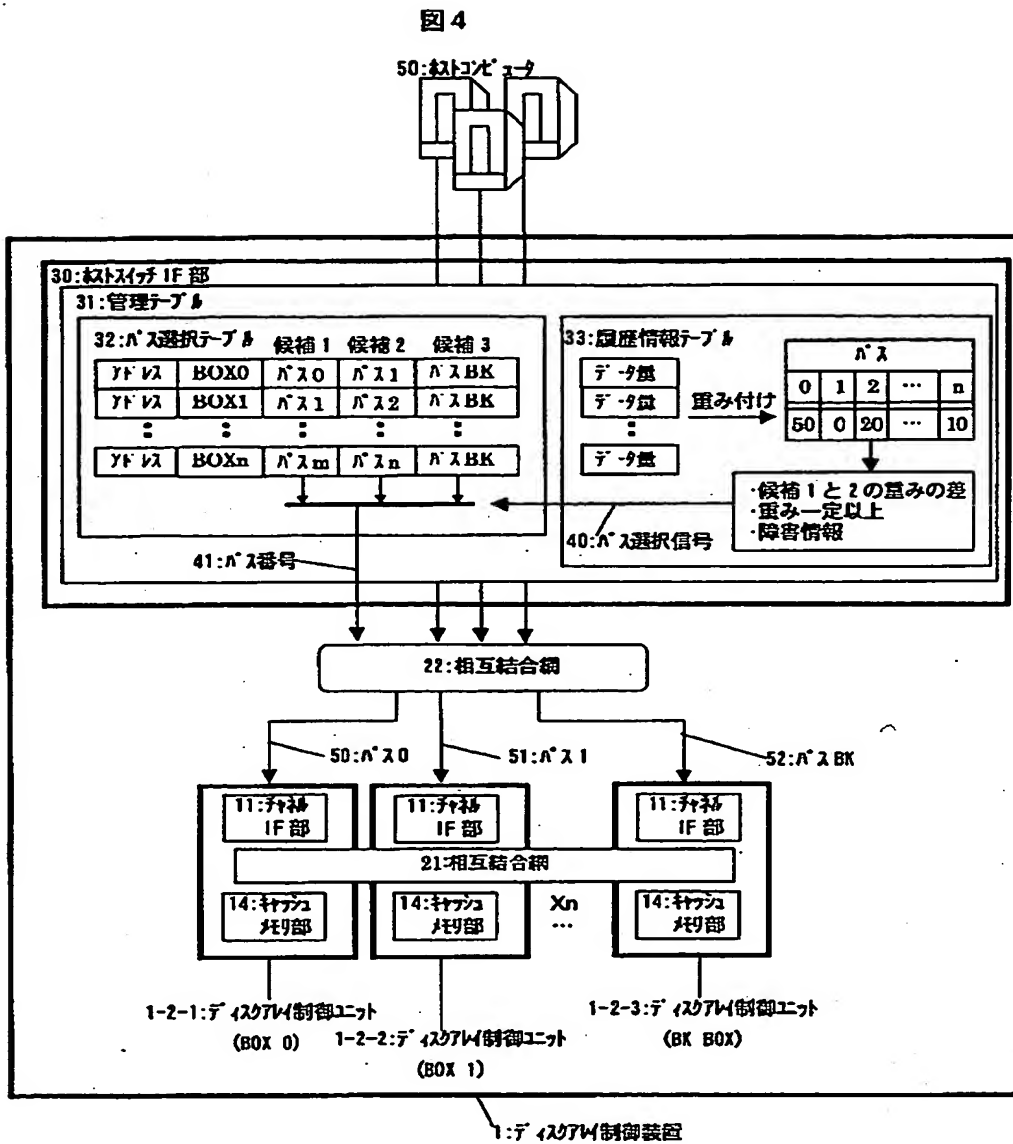 図4
50:ホストコンピュータ
30:ホストスイッチ IF 部
31:管理テーブル
32:パス選択テーブル 候補1 候補2 候補3
アドレス BOX0 パス0 パス1 パスBK
アドレス BOX1 パス1 パス2 パスBK
: : : : :
アドレス BOXn パスm パスn パスBK
33:履歴情報テーブル
データ量
データ量
:
データ量
重み付け
パス
0 1 2 … n
50 0 20 … 10
・候補1と2の重みの差
・重み一定以上
・障害情報
40:パス選択信号
41:パス番号
22:相互結合網
50:パス0
51:パス1
52:パスBK
11:チャネル
IF 部
11:チャネル
IF 部
11:チャネル
IF 部
21:相互結合網
14:キャッシュ
メモリ部
14:キャッシュ
メモリ部
Xn
…
14:キャッシュ
メモリ部
1-2-1:ディスクアレイ制御ユニット
(BOX 0)
1-2-2:ディスクアレイ制御ユニット
(BOX 1)
1-2-3:ディスクアレイ制御ユニット
(BK BOX)
1:ディスクアレイ制御装置